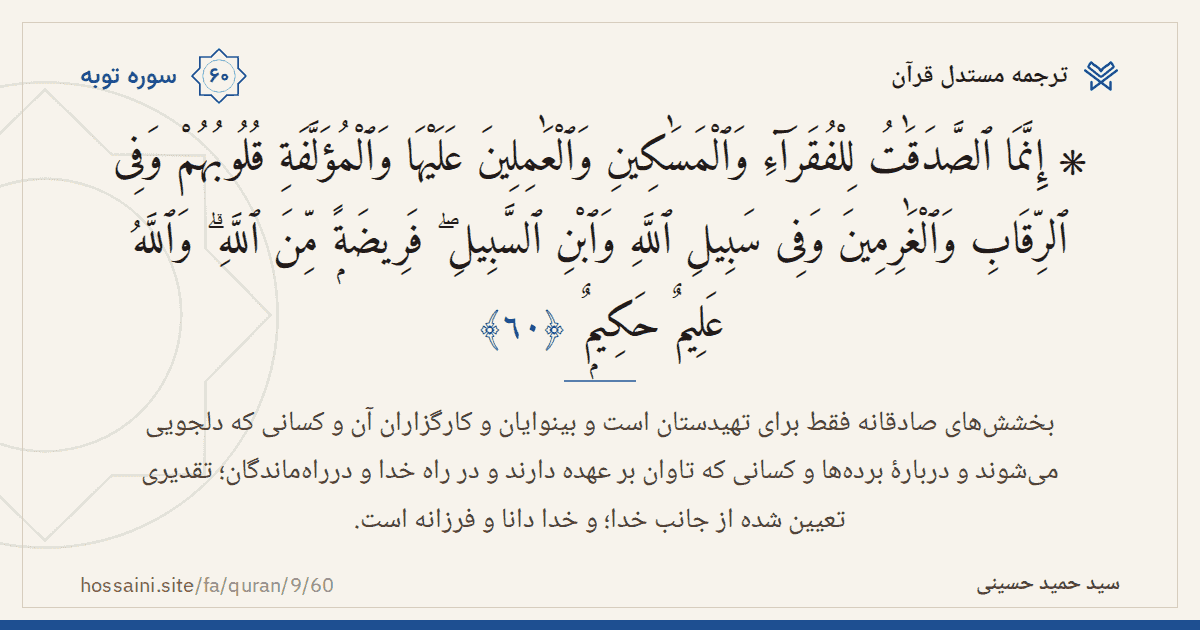 ترجمه مستدل قرآن
سوره توبه ۶۰
❋ إِنَّمَا ٱلصَّدَقَٰتُ لِلْفُقَرَآءِ وَٱلْمَسَٰكِينِ وَٱلْعَٰمِلِينَ عَلَيْهَا وَٱلْمُؤَلَّفَةِ قُلُوبُهُمْ وَفِى
ٱلرِّقَابِ وَٱلْغَٰرِمِينَ وَفِى سَبِيلِ ٱللَّهِ وَٱبْنِ ٱلسَّبِيلِ ۖ فَرِيضَةًۭ مِّنَ ٱللَّهِ ۗ وَٱللَّهُ
عَلِيمٌ حَكِيمٌۭ ﴿٦٠﴾
بخشش‌های صادقانه فقط برای تهیدستان است و بینوایان و کارگزاران آن و کسانی که دلجویی
می‌شوند و دربارهٔ برده‌ها و کسانی که تاوان بر عهده دارند و در راه خدا و درراه‌ماندگان؛ تقدیری
تعیین شده از جانب خدا؛ و خدا دانا و فرزانه است.
سید حمید حسینی
hossaini.site/fa/quran/9/60